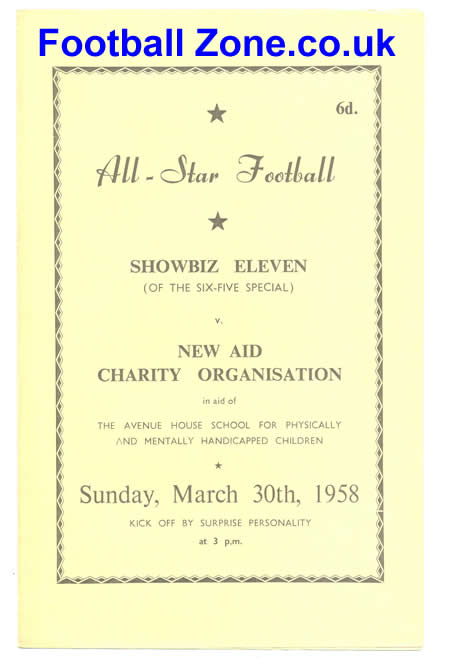 Football Zone.co.uk
6d.
All-Star Football
SHOWBIZ ELEVEN
(OF THE SIX-FIVE SPECIAL)
v.
NEW AID
CHARITY ORGANISATION
in aid of
THE AVENUE HOUSE SCHOOL FOR PHYSICALLY
AND MENTALLY HANDICAPPED CHILDREN
Sunday, March 30th, 1958
KICK OFF BY SURPRISE PERSONALITY
at 3 p.m.